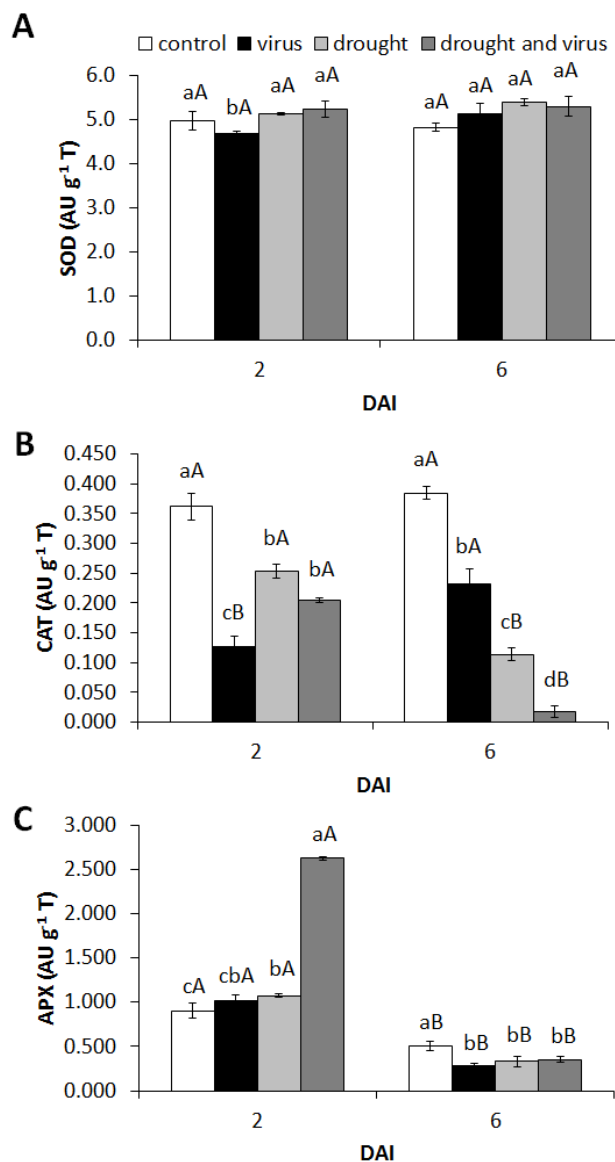 A
control virus drought drought and virus
6.0
5.0
4.0
3.0
2.0
1.0
0.0
SOD (AU g⁻¹ T)
aA bA aA aA aA aA aA aA
2 6
DAI
B
0.450
0.400
0.350
0.300
0.250
0.200
0.150
0.100
0.050
0.000
CAT (AU g⁻¹ T)
aA cB bA bA aA bA cB dB
2 6
DAI
C
3.000
2.500
2.000
1.500
1.000
0.500
0.000
APX (AU g⁻¹ T)
cA cbA bA aA aB bB bB bB
2 6
DAI